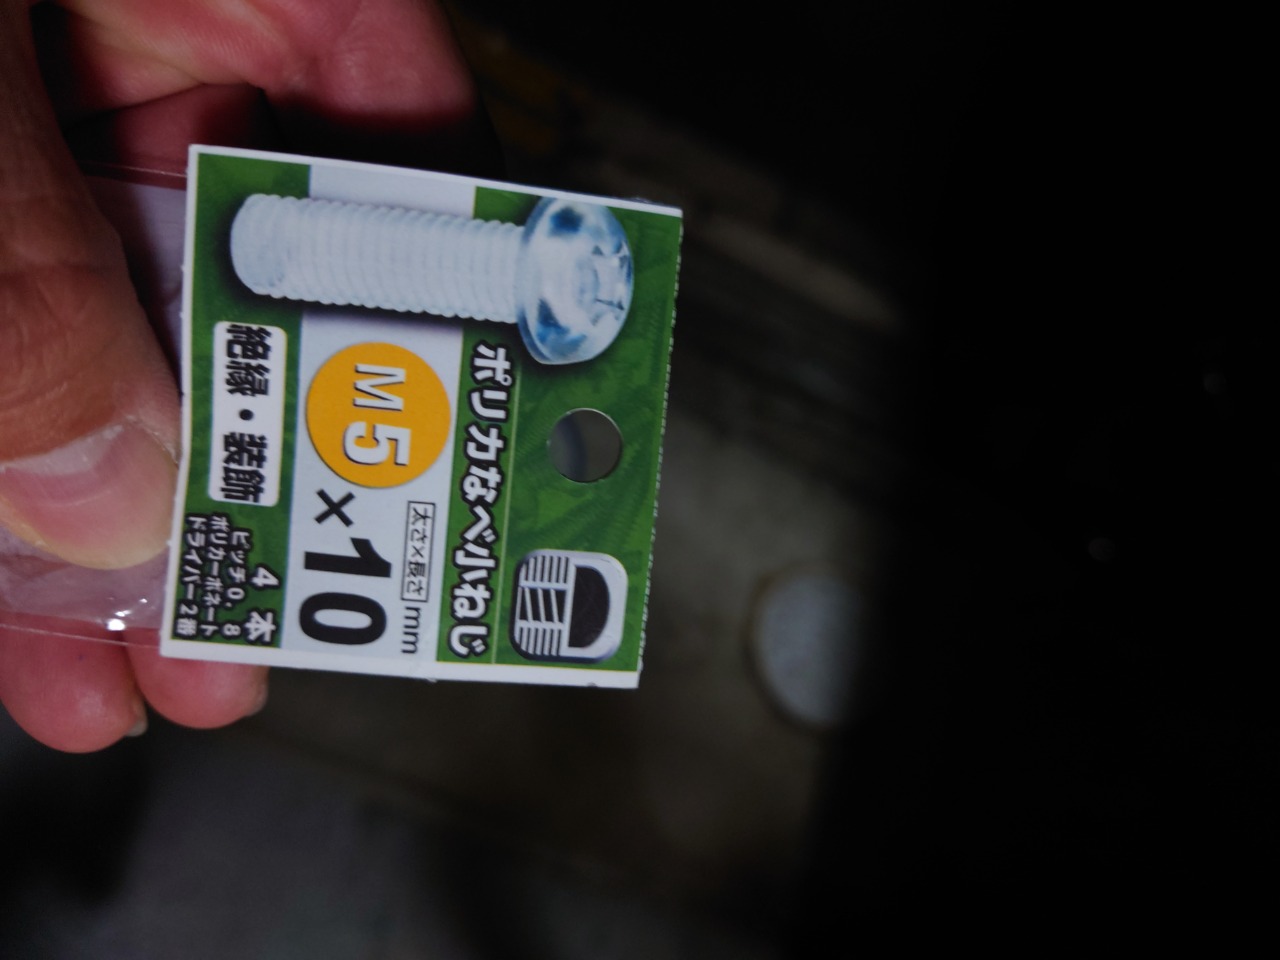 ポリカなべ小ねじ
太さ×長さ mm
M5×10
絶縁・装飾
4本
ピッチ0.8
ポリカーボネート
ドライバー2番